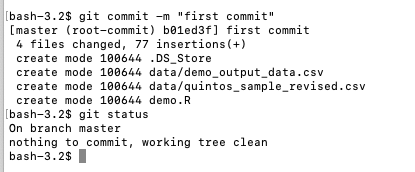 [bash-3.2$ git commit -m "first commit"
[master (root-commit) b01ed3f] first commit
 4 files changed, 77 insertions(+)
 create mode 100644 .DS_Store
 create mode 100644 data/demo_output_data.csv
 create mode 100644 data/quintos_sample_revised.csv
 create mode 100644 demo.R
[bash-3.2$ git status
On branch master
nothing to commit, working tree clean
bash-3.2$